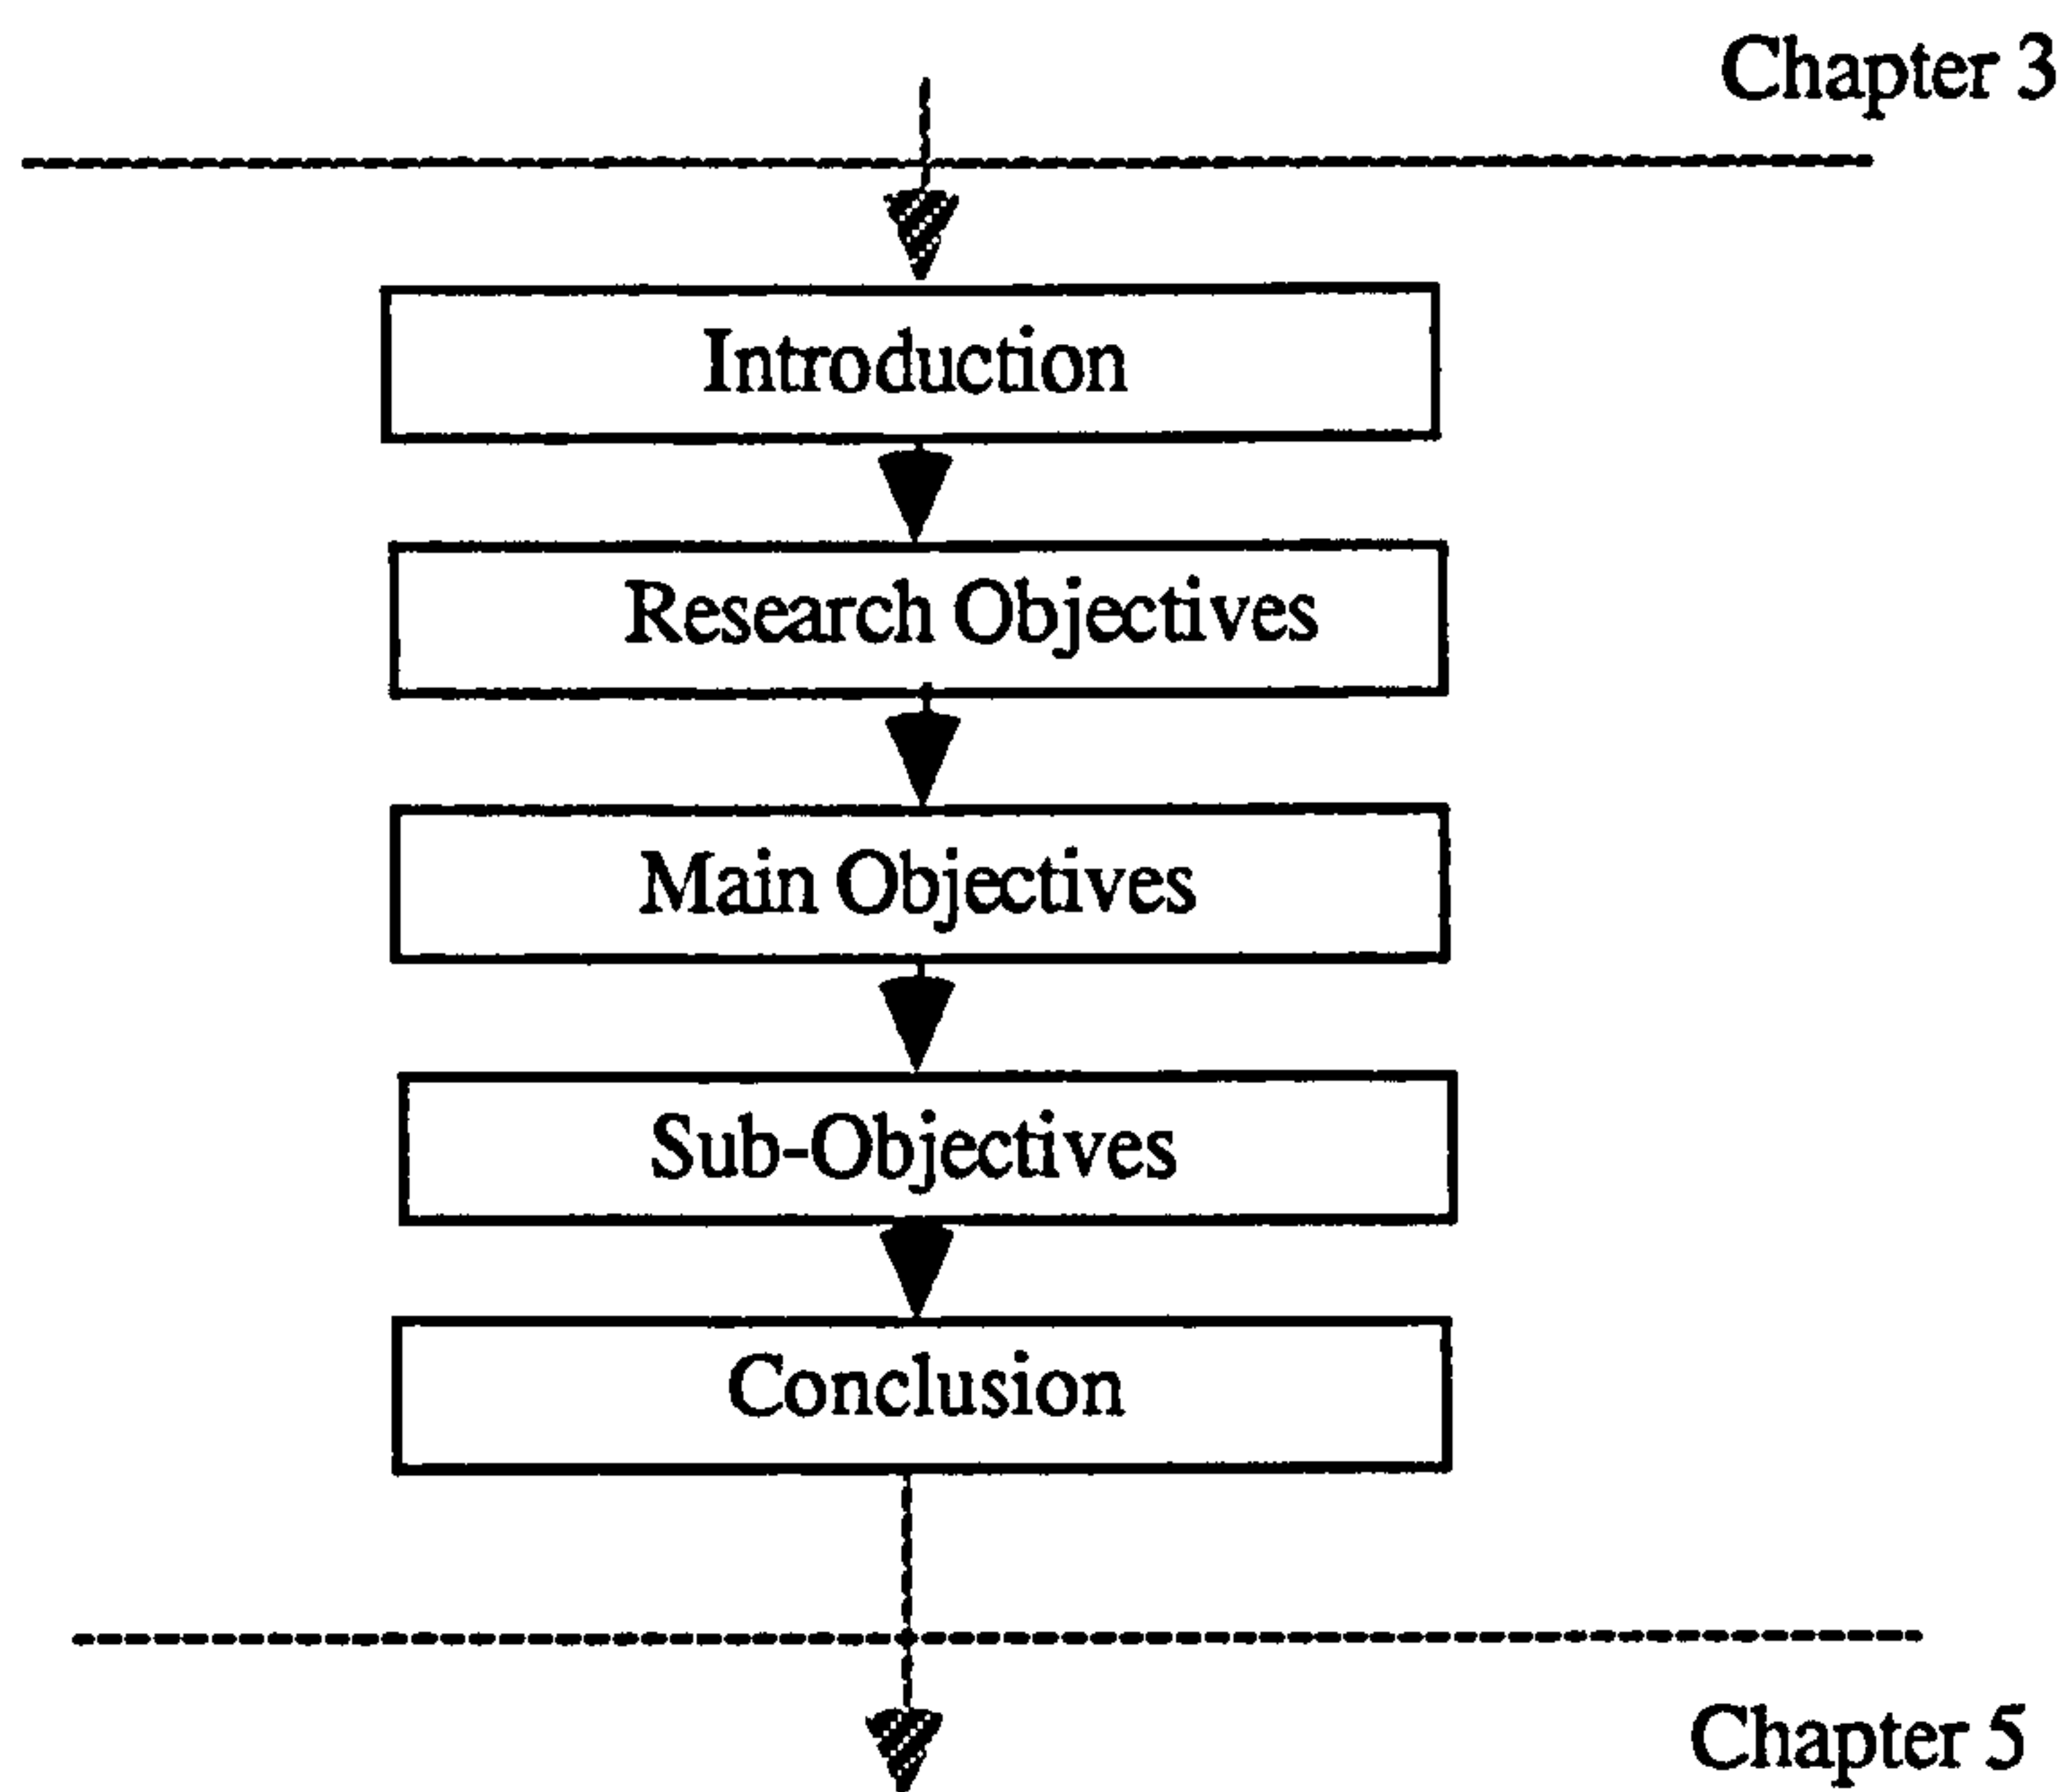 Chapter 3
Introduction
Research Objectives
Main Objectives
Sub-Objectives
Conclusion
Chapter 5